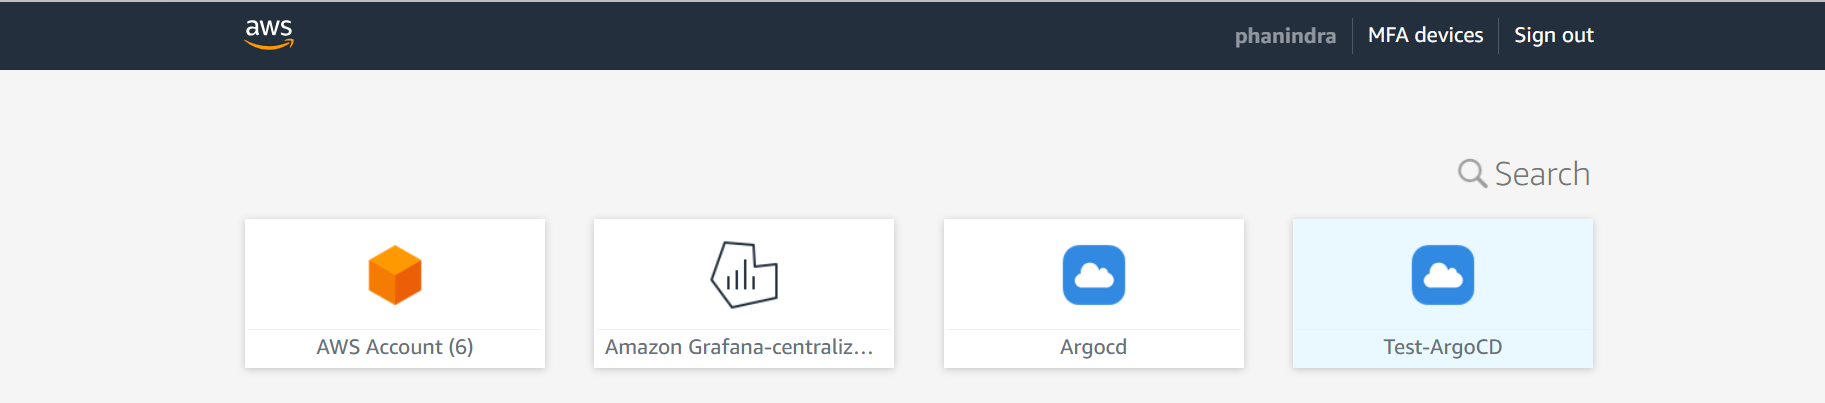 aws
phanindra
MFA devices
Sign out
Search
AWS Account (6)
Amazon Grafana-centraliz...
Argocd
Test-ArgoCD